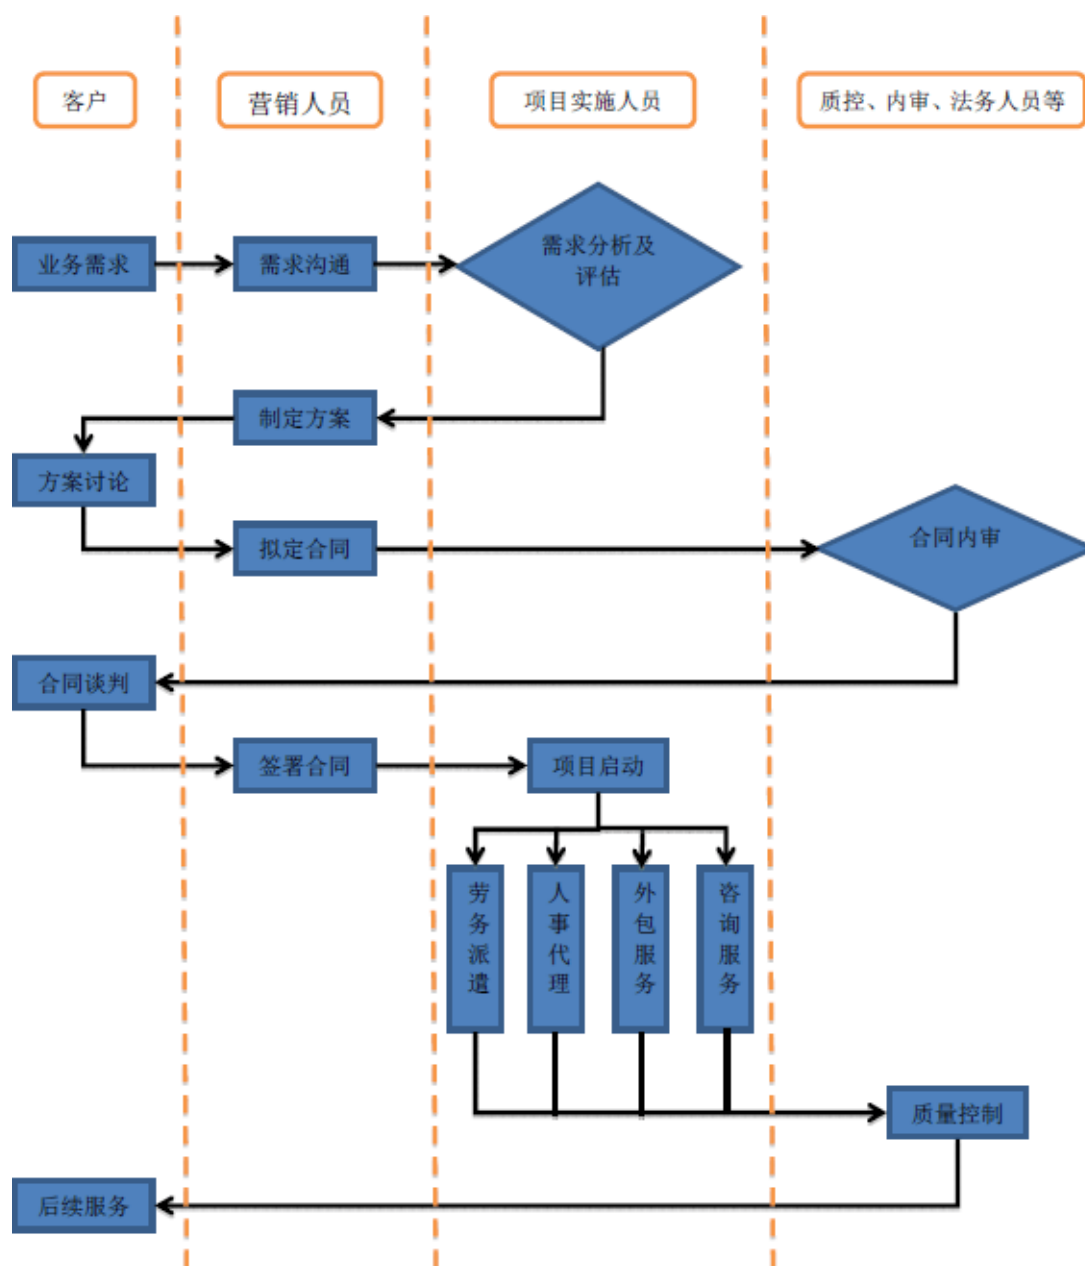 客户
营销人员
项目实施人员
质控、内审、法务人员等
业务需求
需求沟通
需求分析及
评估
制定方案
方案讨论
拟定合同
合同内审
合同谈判
签署合同
项目启动
劳务派遣
人事代理
外包服务
咨询服务
质量控制
后续服务